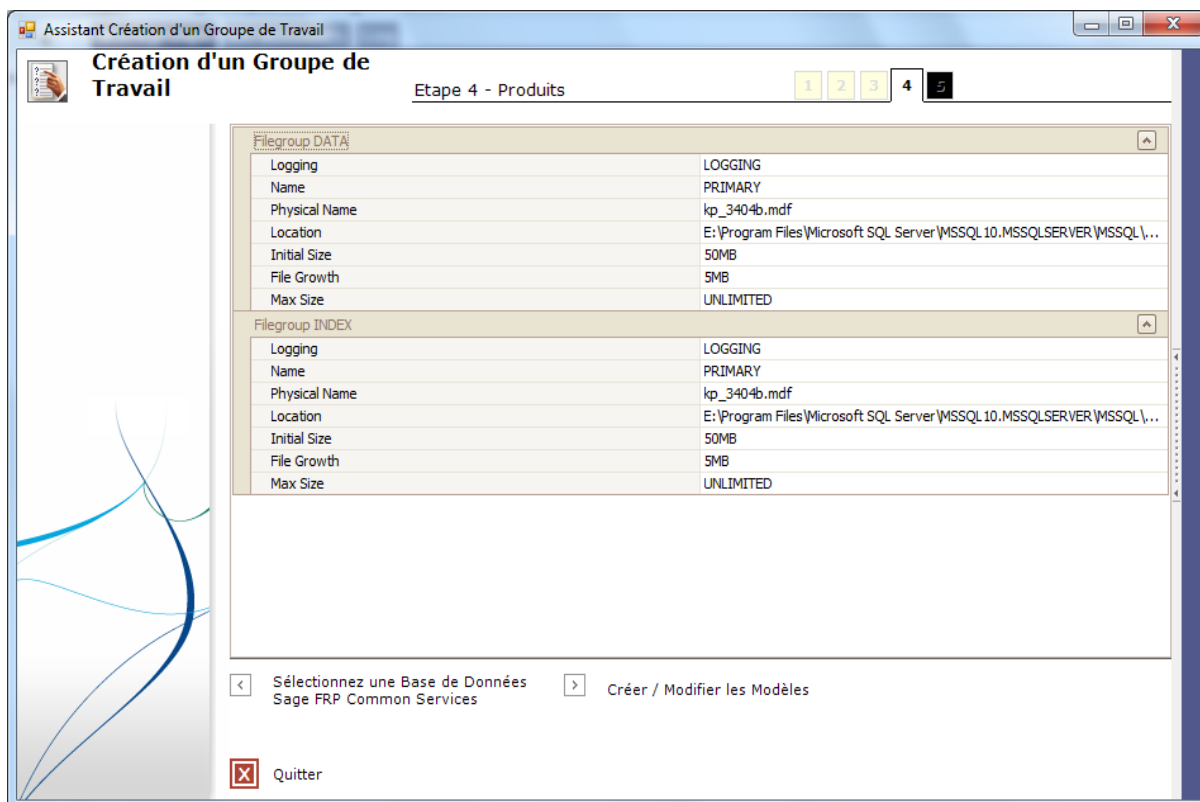 Assistant Création d'un Groupe de Travail
Création d'un Groupe de
Travail
Etape 4 - Produits
1 2 3 4 5
Filegroup DATA
Logging LOGGING
Name PRIMARY
Physical Name kp_3404b.mdf
Location E:\Program Files\Microsoft SQL Server\MSSQL10.MSSQLSERVER\MSSQL\...
Initial Size 50MB
File Growth 5MB
Max Size UNLIMITED
Filegroup INDEX
Logging LOGGING
Name PRIMARY
Physical Name kp_3404b.mdf
Location E:\Program Files\Microsoft SQL Server\MSSQL10.MSSQLSERVER\MSSQL\...
Initial Size 50MB
File Growth 5MB
Max Size UNLIMITED
Sélectionnez une Base de Données
Sage FRP Common Services
Créer / Modifier les Modèles
Quitter